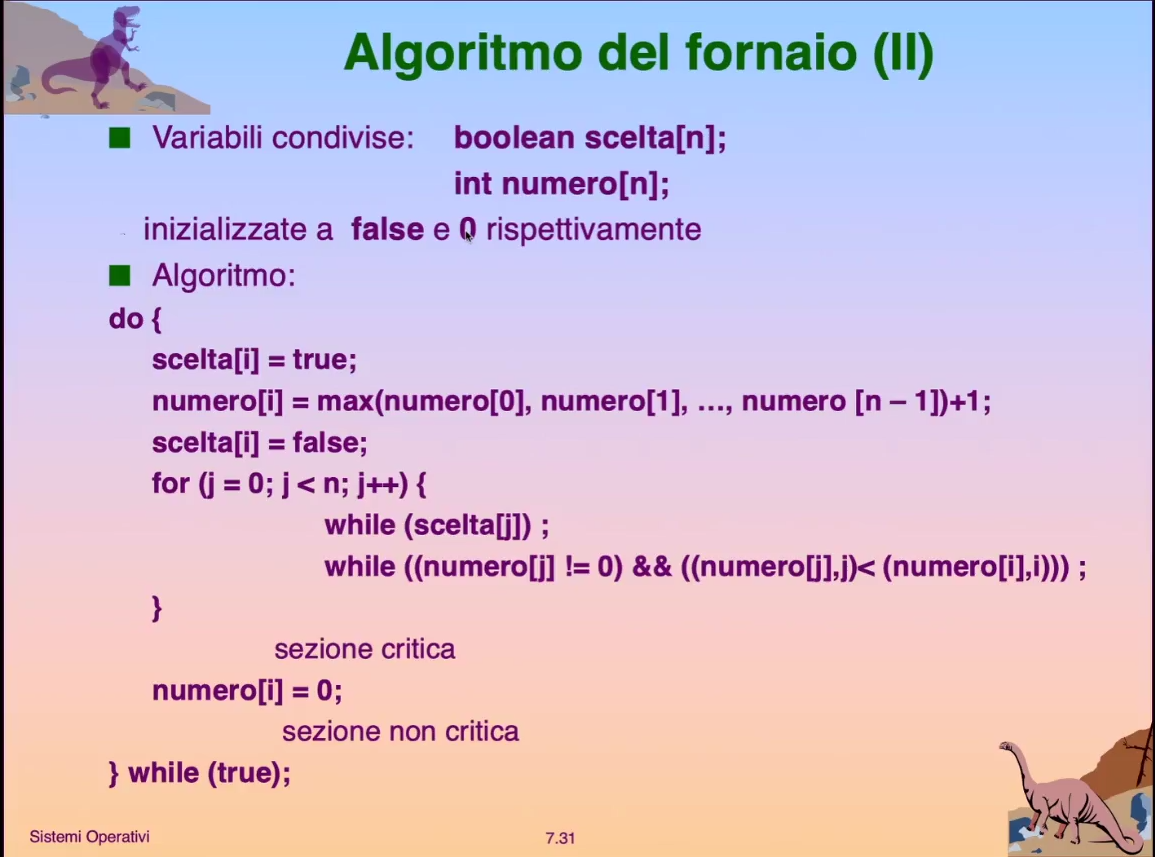 Algoritmo del fornaio (II)
Variabili condivise: boolean scelta[n];
int numero[n];
inizializzate a false e 0 rispettivamente
Algoritmo:
do {
scelta[i] = true;
numero[i] = max(numero[0], numero[1], …, numero [n – 1])+1;
scelta[i] = false;
for (j = 0; j < n; j++) {
while (scelta[j]) ;
while ((numero[j] != 0) && ((numero[j],j)< (numero[i],i))) ;
}
sezione critica
numero[i] = 0;
sezione non critica
} while (true);
Sistemi Operativi
7.31